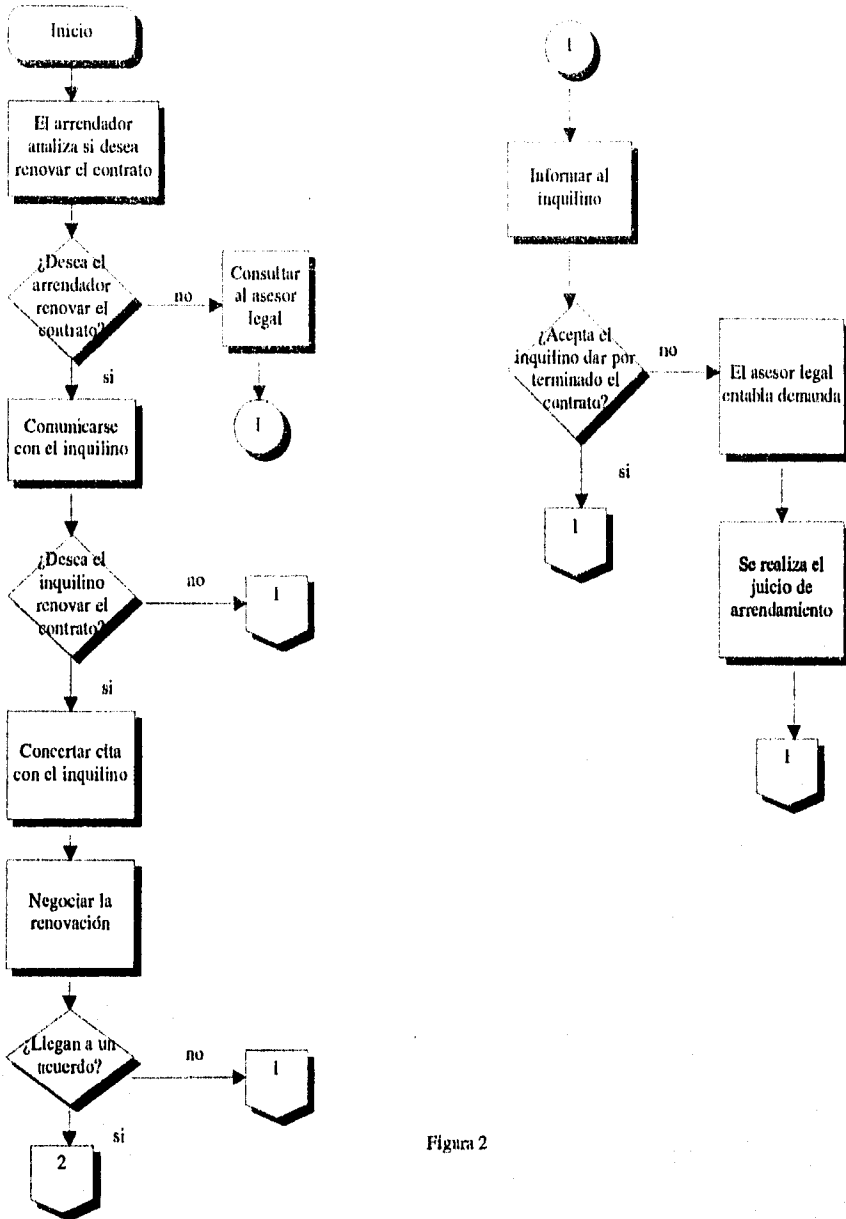 Inicio
El arrendador
analiza si desea
renovar el contrato
¿Desea el
arrendador
renovar el
contrato?
no
Consultar
al asesor
legal
si
1
Comunicarse
con el inquilino
¿Desea el
inquilino
renovar el
contrato?
no
1
si
Concertar cita
con el inquilino
Negociar la
renovación
¿Llegan a un
acuerdo?
no
1
si
2
1
Informar al
inquilino
¿Acepta el
inquilino dar por
terminado el
contrato?
no
El asesor legal
entabla demanda
si
1
Se realiza el
juicio de
arrendamiento
1
Figura 2